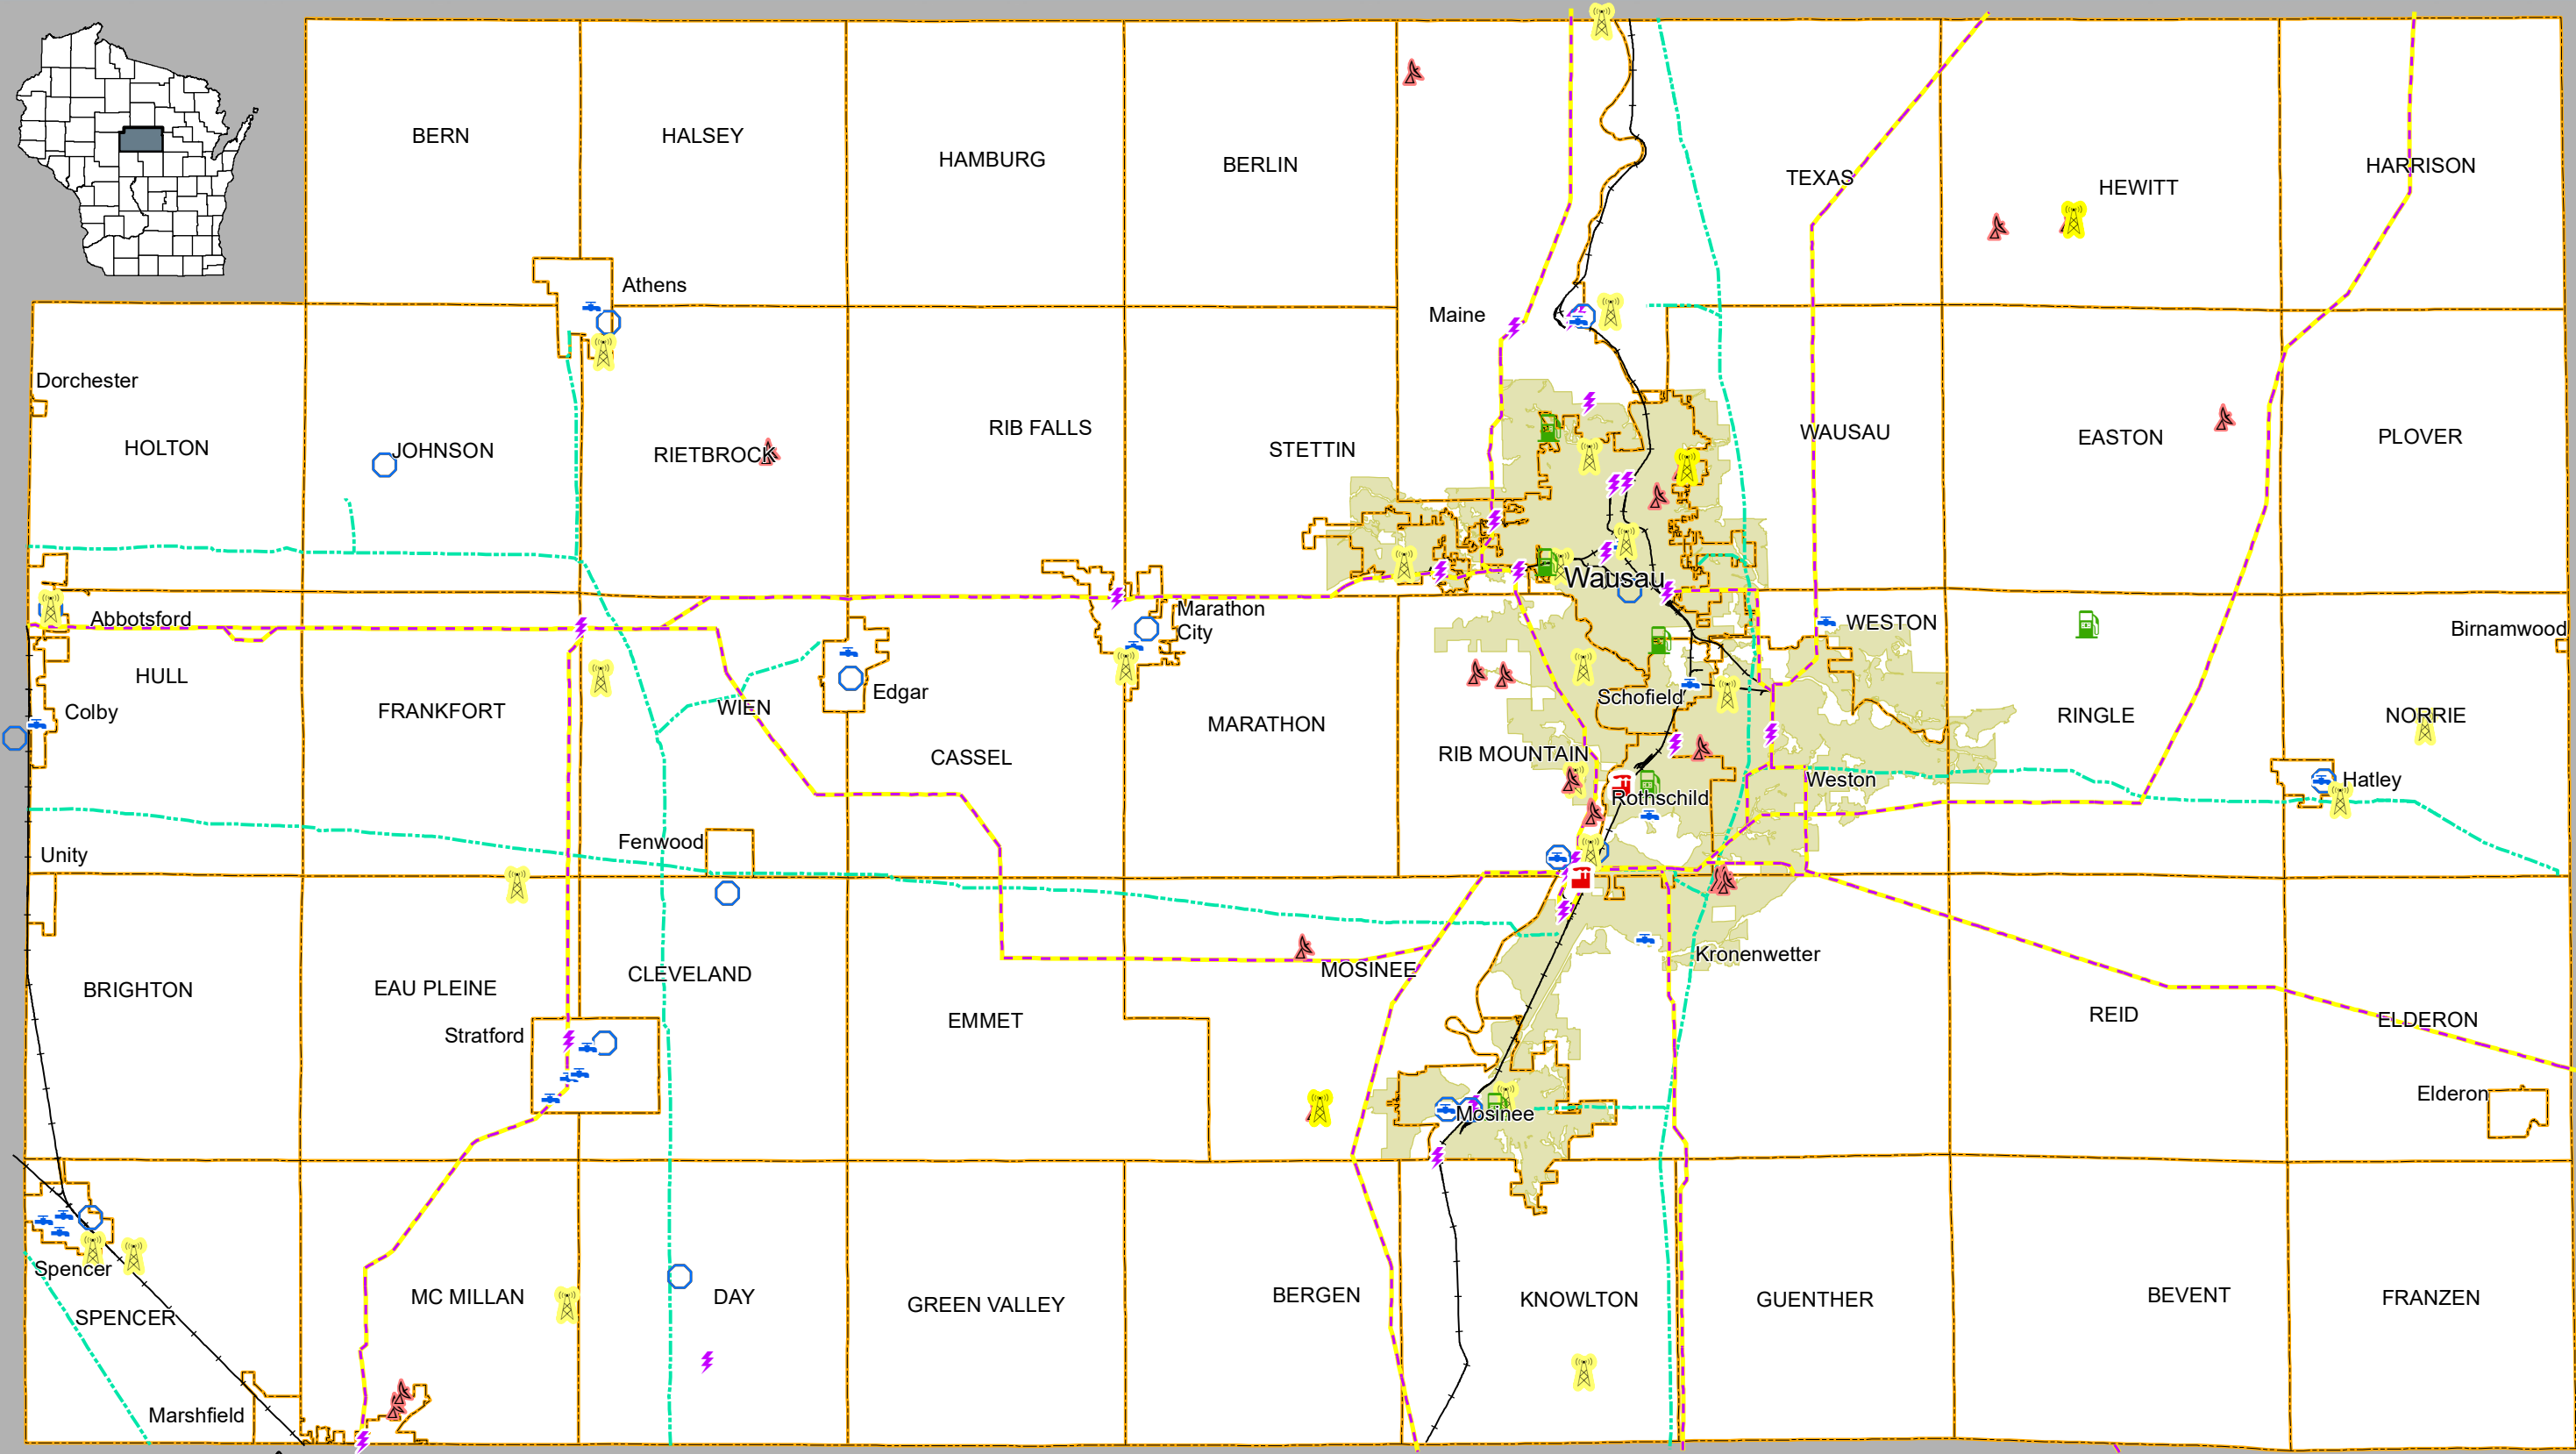 BERN
HALSEY
HAMBURG
BERLIN
TEXAS
HEWITT
HARRISON
Athens
Maine
Dorchester
HOLTON
JOHNSON
RIETBROCK
RIB FALLS
STETTIN
WAUSAU
EASTON
PLOVER
Wausau
Abbotsford
Marathon
City
WESTON
Birnamwood
HULL
Colby
FRANKFORT
WIEN
Edgar
CASSEL
MARATHON
Schofield
RIB MOUNTAIN
RINGLE
NORRIE
Rothschild
Weston
Hatley
Unity
Fenwood
BRIGHTON
EAU PLEINE
CLEVELAND
Stratford
EMMET
MOSINEE
Kronenwetter
REID
ELDERON
Mosinee
Elderon
Spencer
SPENCER
MC MILLAN
DAY
GREEN VALLEY
BERGEN
KNOWLTON
GUENTHER
BEVENT
FRANZEN
Marshfield